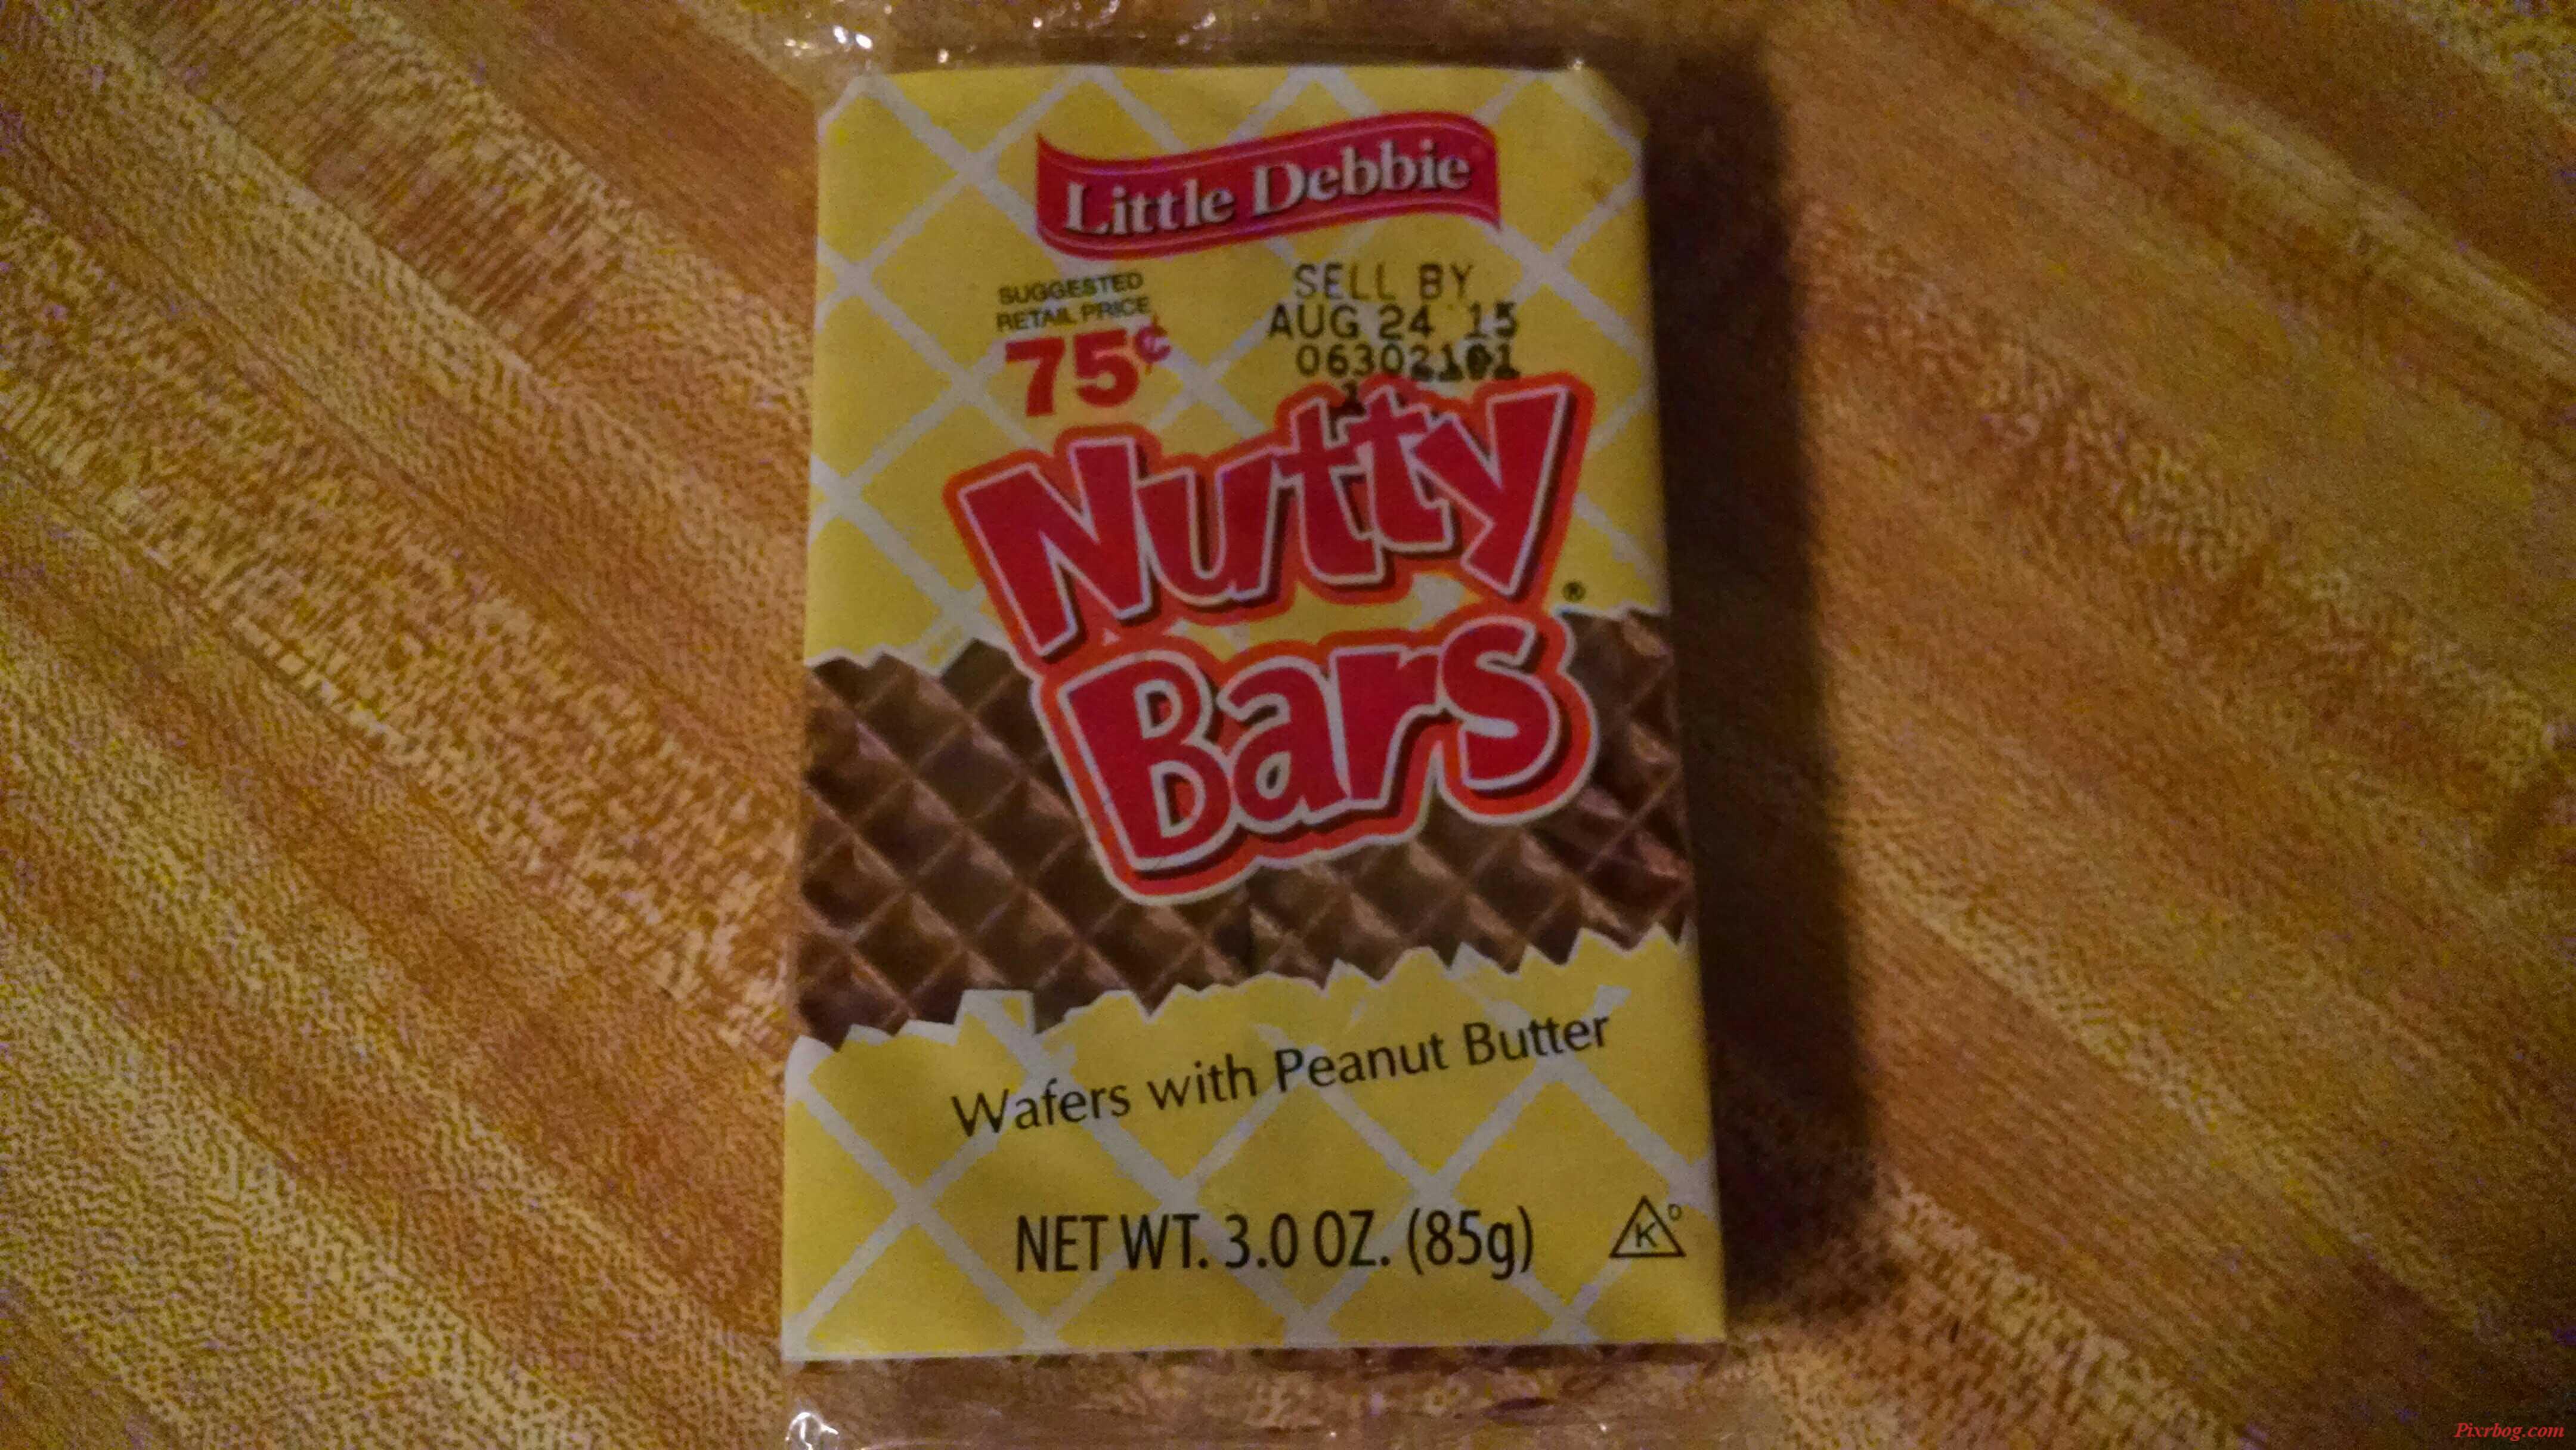 Little Debbie
SUGGESTED
RETAIL PRICE
75¢
SELL BY
AUG 24 15
06302101
1
Nutty
Bars®
Wafers with Peanut Butter
NET WT. 3.0 OZ. (85g)
K D
Pixrbog.com